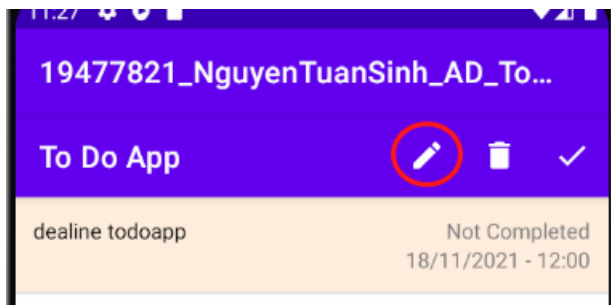 11:27
19477821_NguyenTuanSinh_AD_To...
To Do App
dealine todoapp
Not Completed
18/11/2021 - 12:00